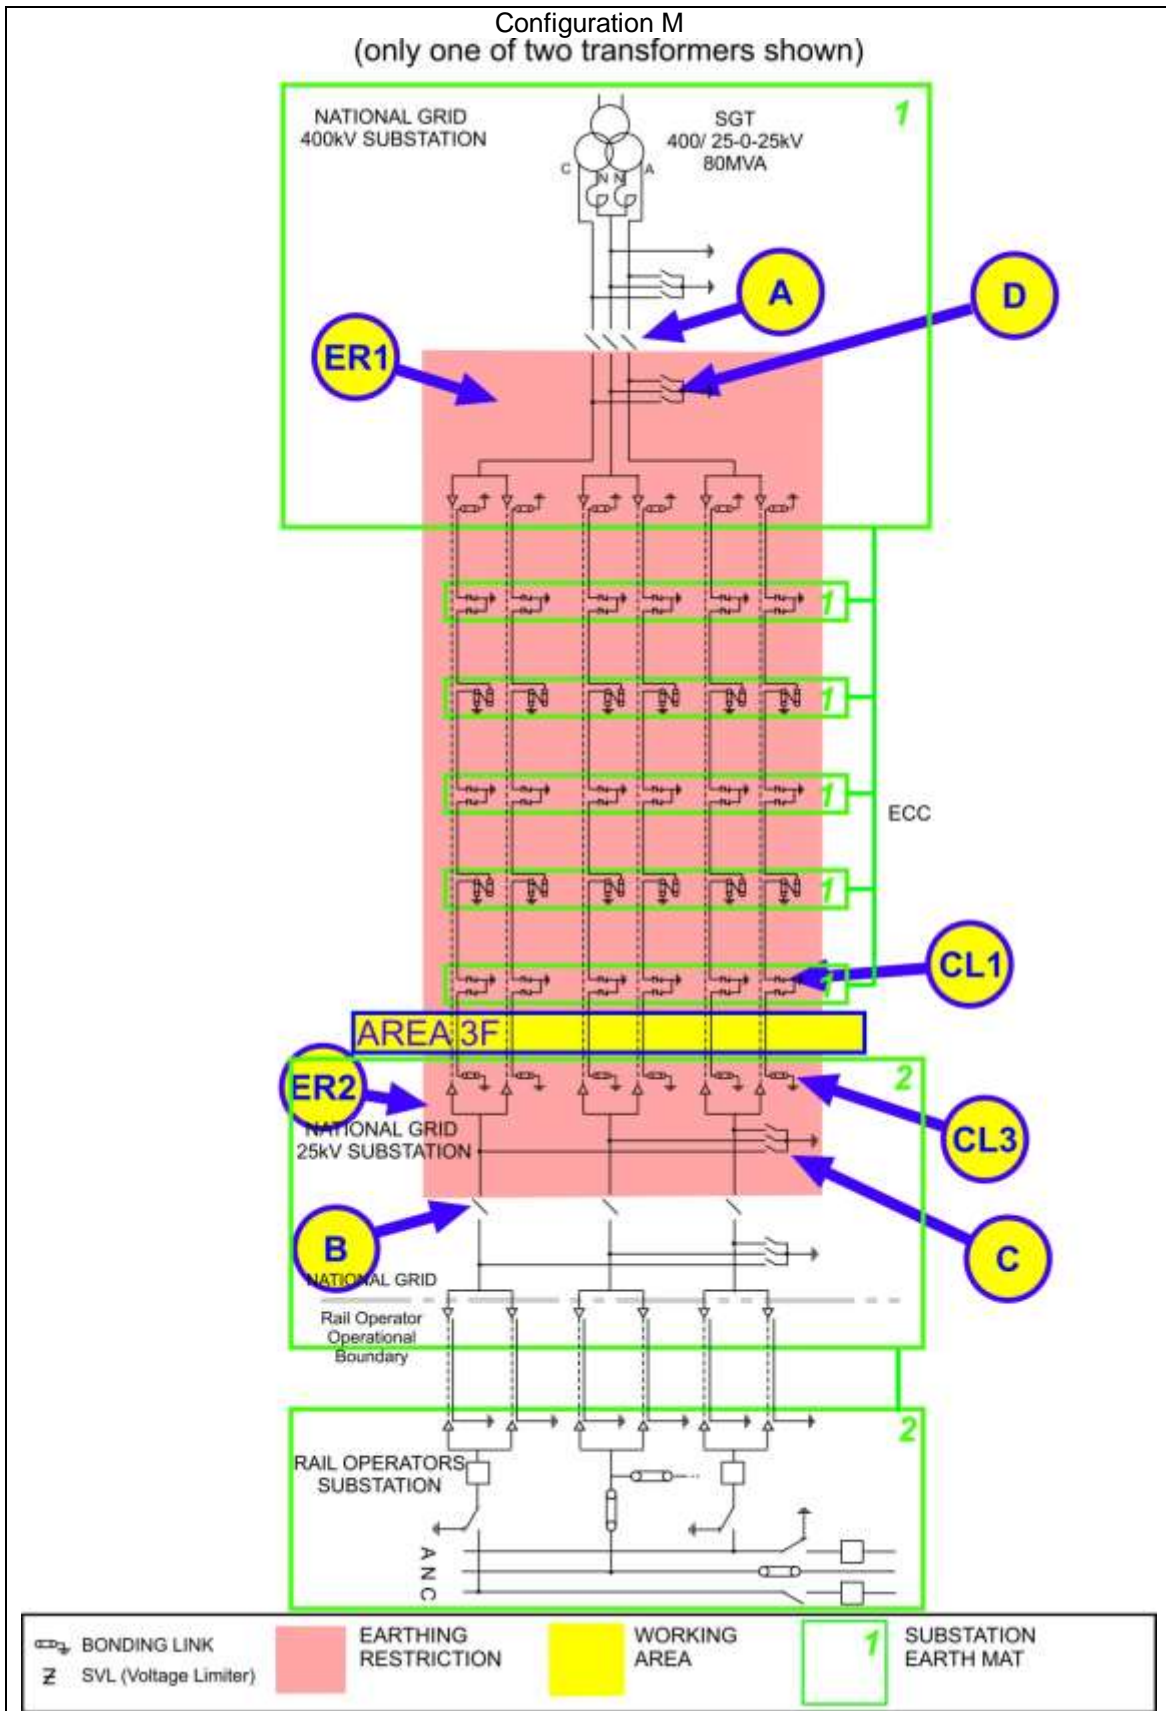 Configuration M
(only one of two transformers shown)
NATIONAL GRID
400kV SUBSTATION
SGT
400/ 25-0-25kV
80MVA
1
C
N N
A
A
D
ER1
1
1
1
ECC
1
CL1
1
AREA 3F
ER2
2
NATIONAL GRID
25kV SUBSTATION
CL3
B
C
NATIONAL GRID
Rail Operator
Operational
Boundary
2
RAIL OPERATORS
SUBSTATION
A
N
C
BONDING LINK
SVL (Voltage Limiter)
EARTHING
RESTRICTION
WORKING
AREA
1
SUBSTATION
EARTH MAT